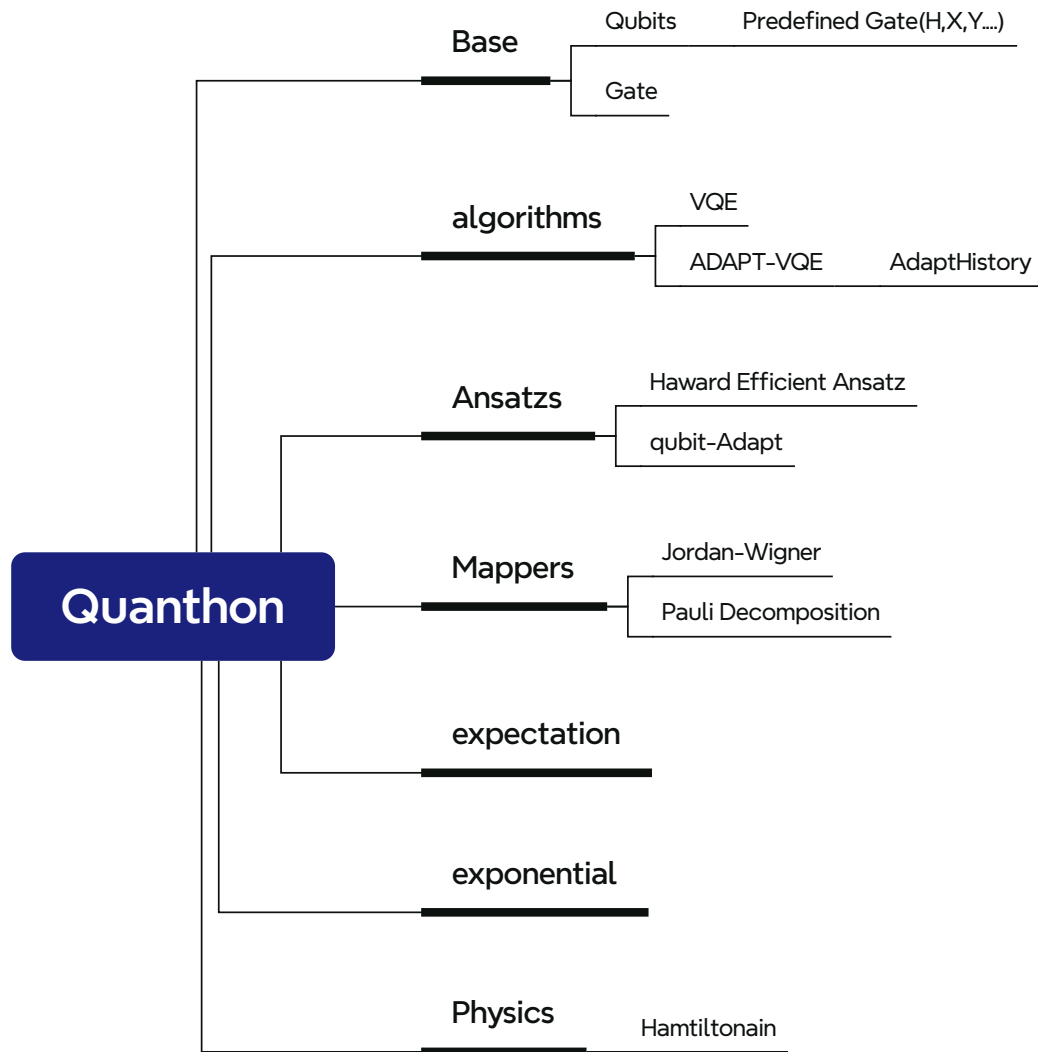 Base
Qubits
Predefined Gate(H,X,Y....)
Gate
algorithms
VQE
ADAPT-VQE
AdaptHistory
Ansatzs
Haward Efficient Ansatz
qubit-Adapt
Quanthon
Mappers
Jordan-Wigner
Pauli Decomposition
expectation
exponential
Physics
Hamtiltonain